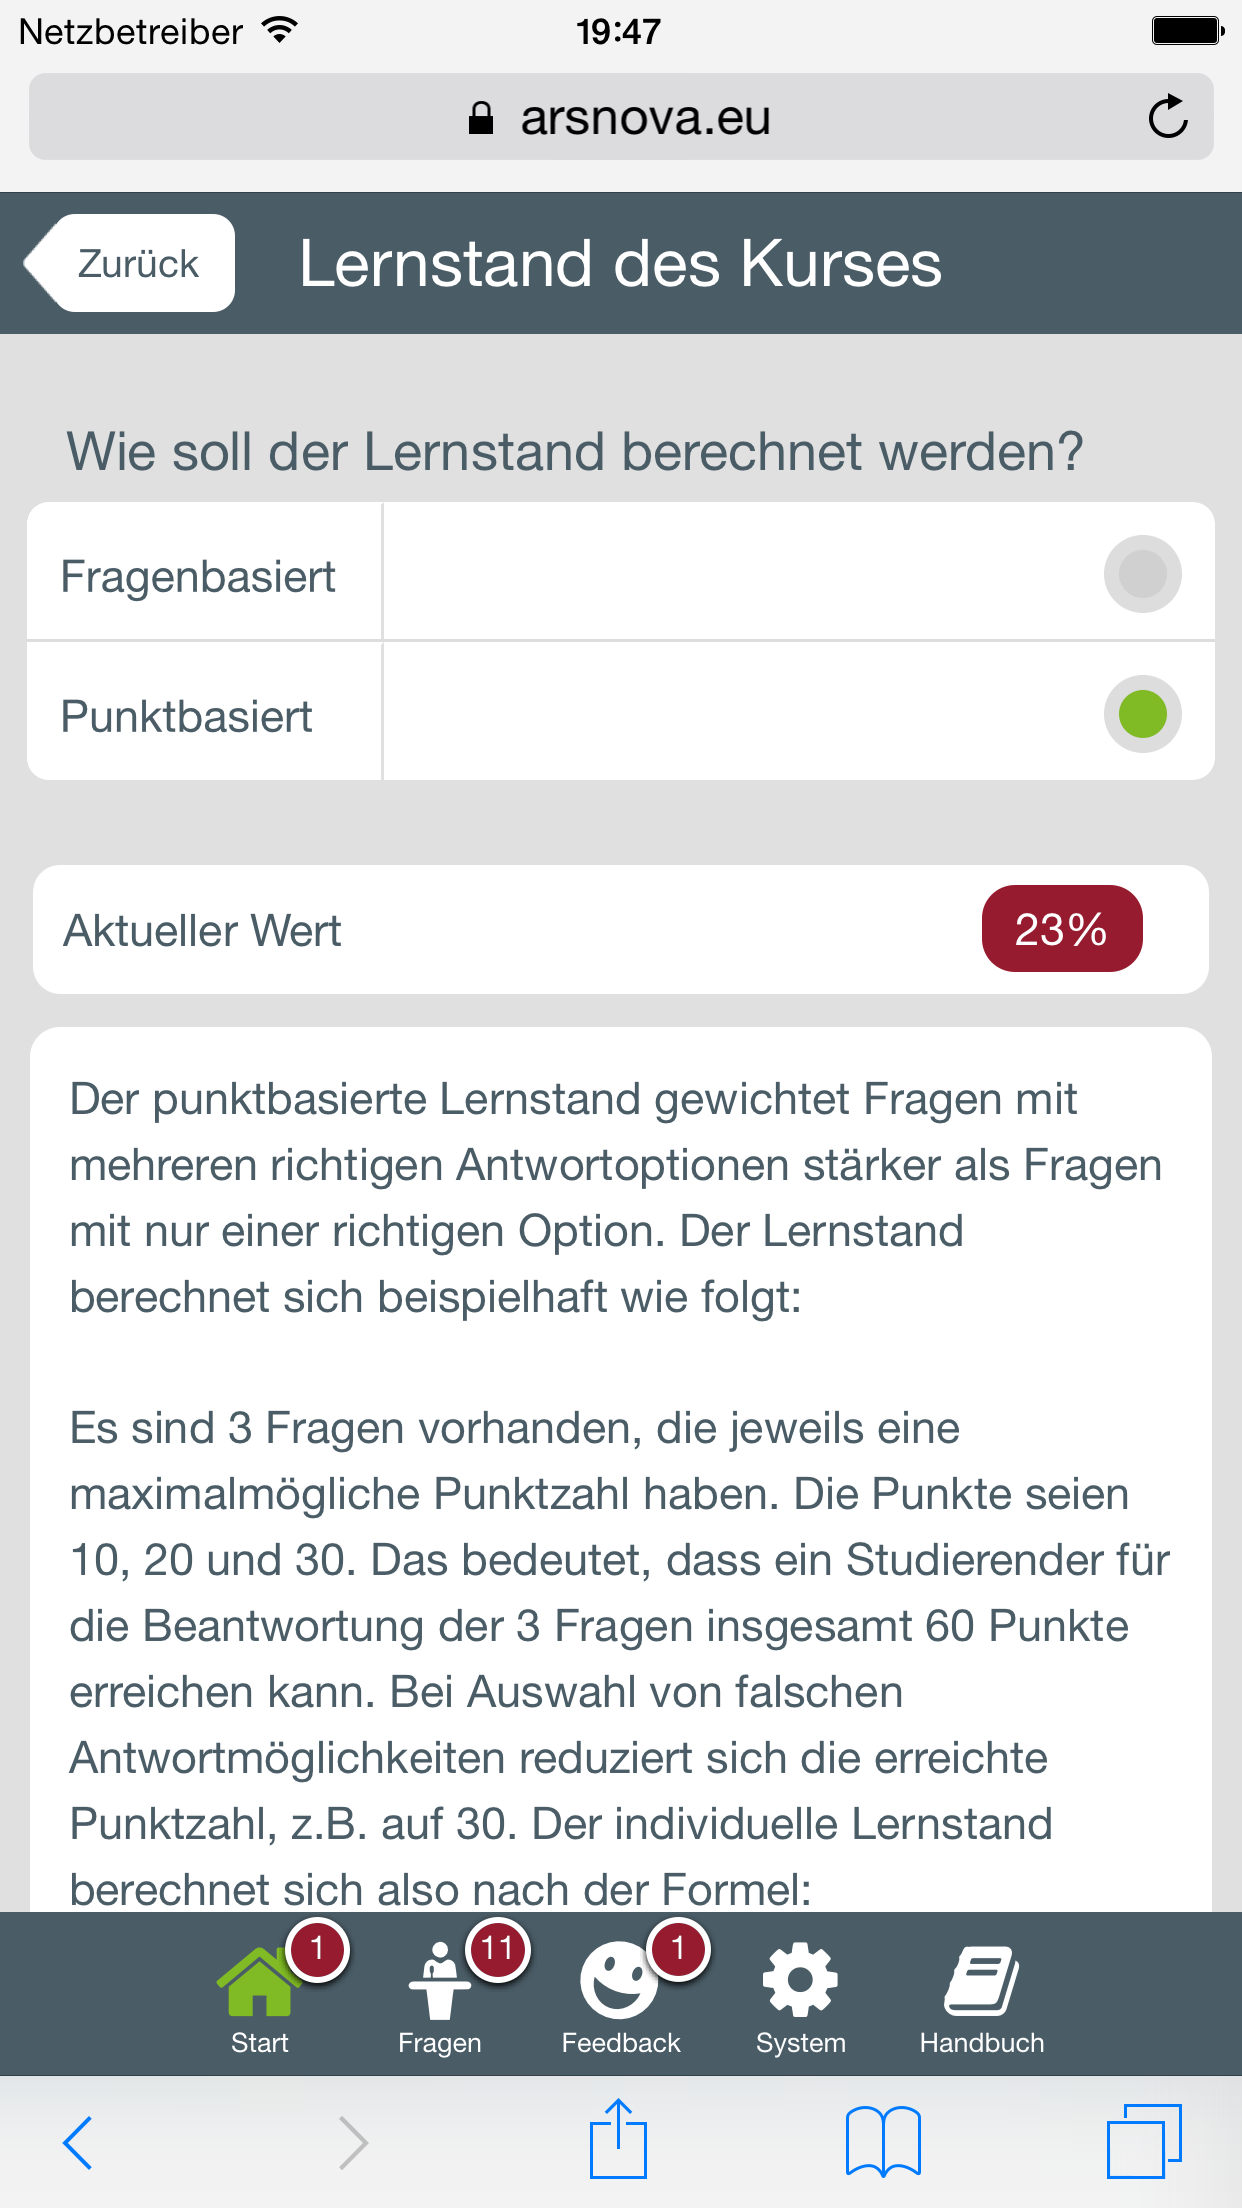 Netzbetreiber 19:47
arsnova.eu
Zurück Lernstand des Kurses
Wie soll der Lernstand berechnet werden?
Fragenbasiert
Punktbasiert
Aktueller Wert 23%
Der punktbasierte Lernstand gewichtet Fragen mit
mehreren richtigen Antwortoptionen stärker als Fragen
mit nur einer richtigen Option. Der Lernstand
berechnet sich beispielhaft wie folgt:
Es sind 3 Fragen vorhanden, die jeweils eine
maximalmögliche Punktzahl haben. Die Punkte seien
10, 20 und 30. Das bedeutet, dass ein Studierender für
die Beantwortung der 3 Fragen insgesamt 60 Punkte
erreichen kann. Bei Auswahl von falschen
Antwortmöglichkeiten reduziert sich die erreichte
Punktzahl, z.B. auf 30. Der individuelle Lernstand
berechnet sich also nach der Formel:
1 11 1
Start Fragen Feedback System Handbuch